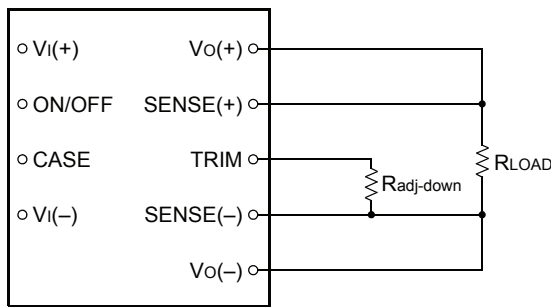 VI(+)
VO(+)
ON/OFF
SENSE(+)
CASE
TRIM
RLOAD
Radj-down
VI(–)
SENSE(–)
VO(–)